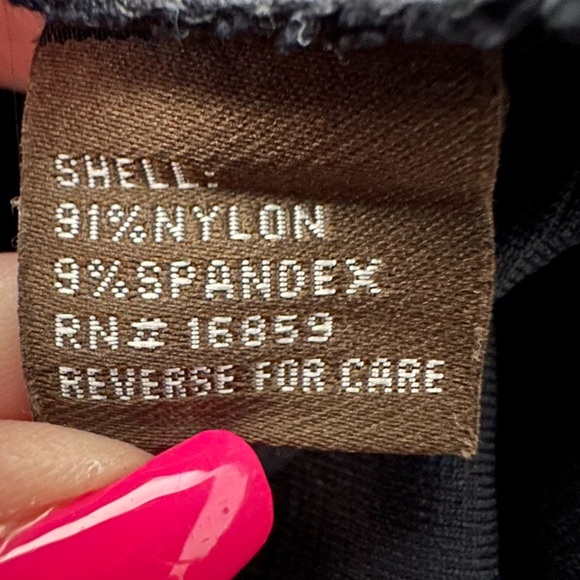 SHELL:
91%NYLON
9%SPANDEX
RN# 16859
REVERSE FOR CARE